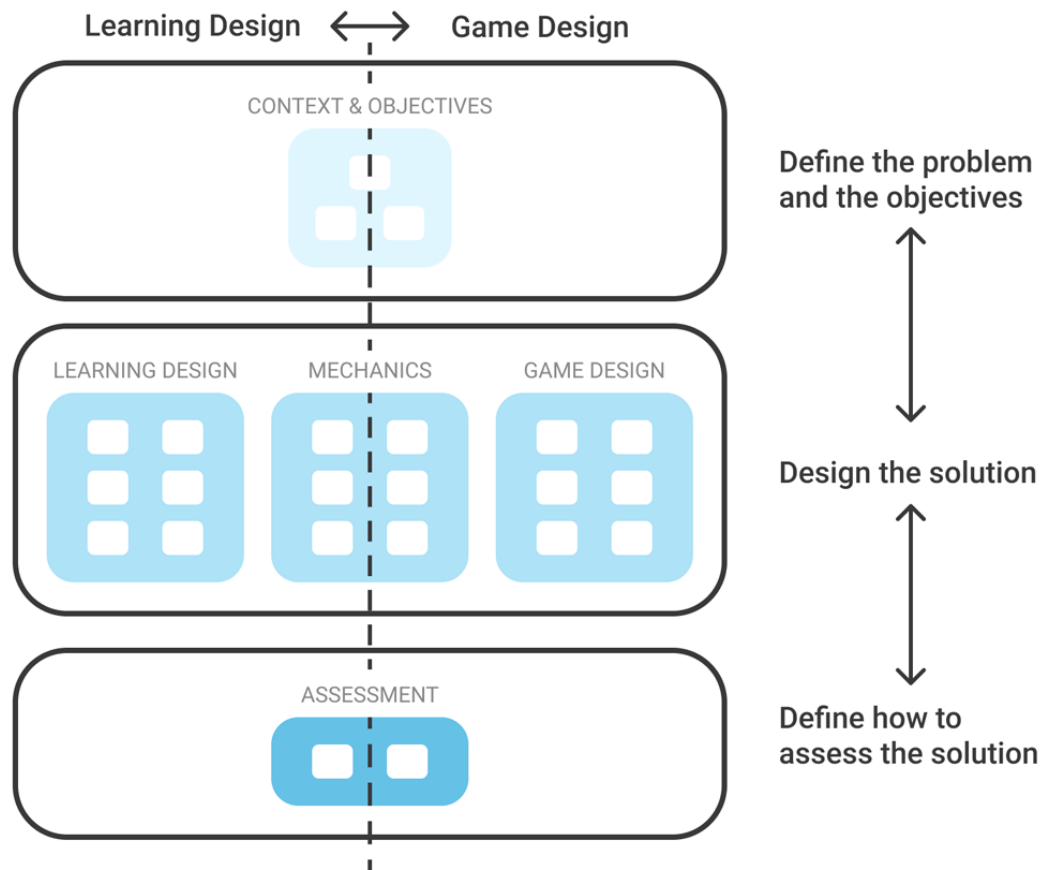 Learning Design
Game Design
CONTEXT & OBJECTIVES
Define the problem
and the objectives
LEARNING DESIGN
MECHANICS
GAME DESIGN
Design the solution
ASSESSMENT
Define how to
assess the solution